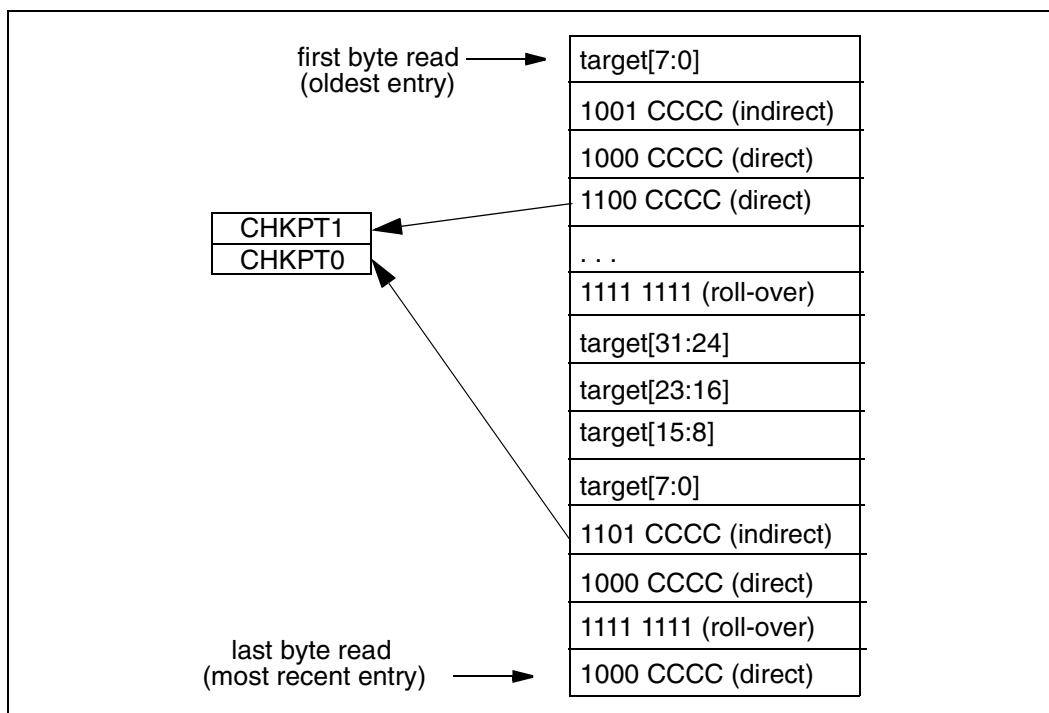 first byte read
(oldest entry)
target[7:0]
1001 CCCC (indirect)
1000 CCCC (direct)
1100 CCCC (direct)
CHKPT1
CHKPT0
. . .
1111 1111 (roll-over)
target[31:24]
target[23:16]
target[15:8]
target[7:0]
1101 CCCC (indirect)
1000 CCCC (direct)
1111 1111 (roll-over)
last byte read
(most recent entry)
1000 CCCC (direct)